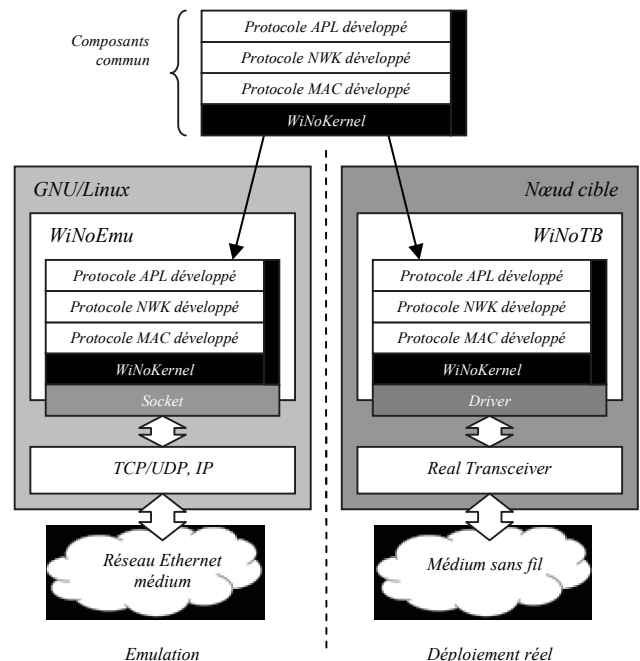 Composants
commun
Protocole APL développé
Protocole NWK développé
Protocole MAC développé
WiNoKernel
GNU/Linux
WiNoEmu
Protocole APL développé
Protocole NWK développé
Protocole MAC développé
WiNoKernel
Socket
TCP/UDP, IP
Réseau Ethernet
médium
Emulation
Nœud cible
WiNoTB
Protocole APL développé
Protocole NWK développé
Protocole MAC développé
WiNoKernel
Driver
Real Transceiver
Médium sans fil
Déploiement réel